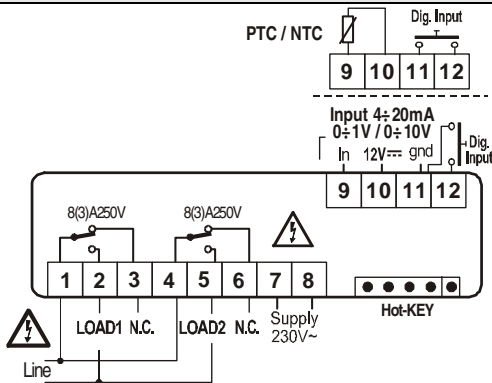 PTC / NTC
Dig. Input
9 10 11 12
Input 4÷20mA
0÷1V / 0÷10V
In 12V⎓ gnd
Dig.
Input
9 10 11 12
8(3)A250V 8(3)A250V
1 2 3 4 5 6 7 8
LOAD1 N.C. LOAD2 N.C. Supply
230V~
Hot-KEY
Line